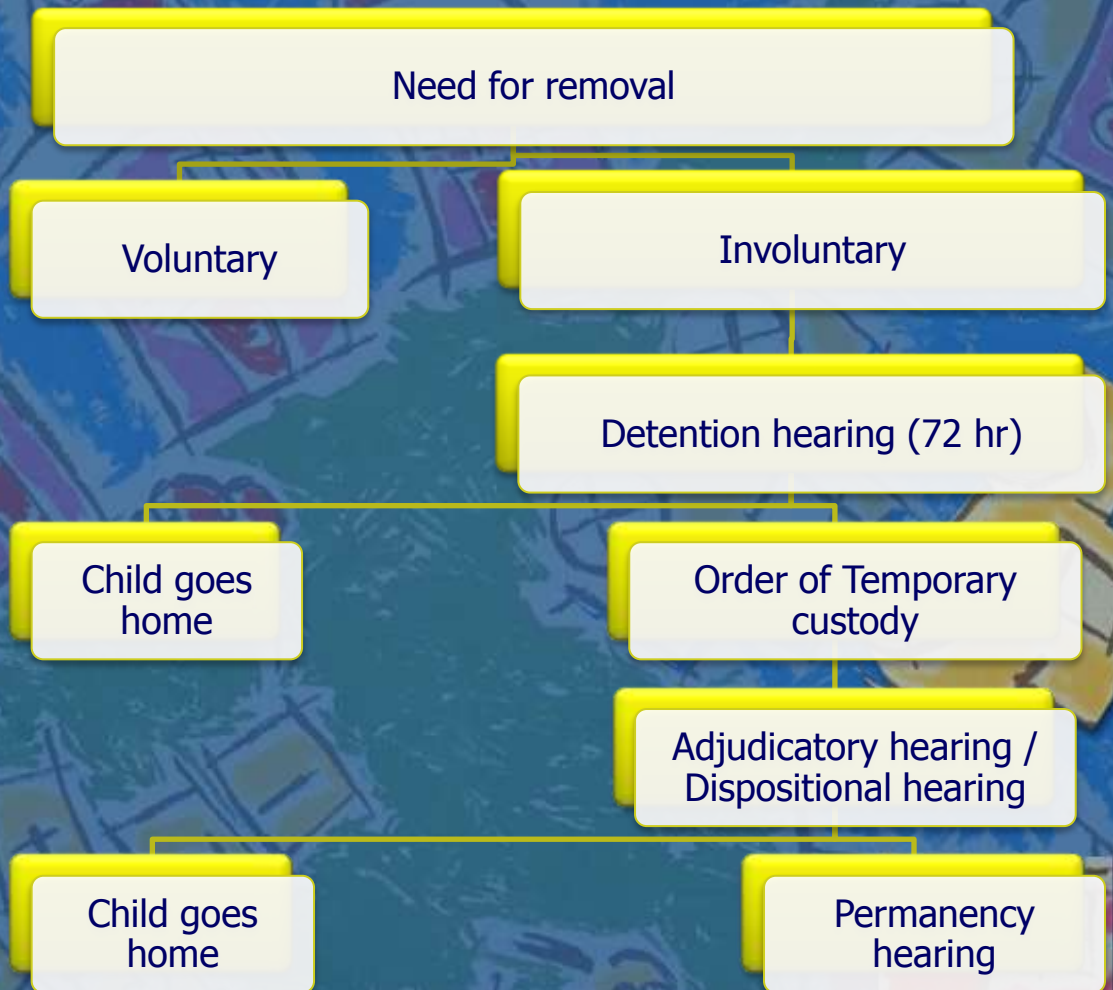 Need for removal
Voluntary
Involuntary
Detention hearing (72 hr)
Child goes
home
Order of Temporary
custody
Adjudicatory hearing /
Dispositional hearing
Child goes
home
Permanency
hearing